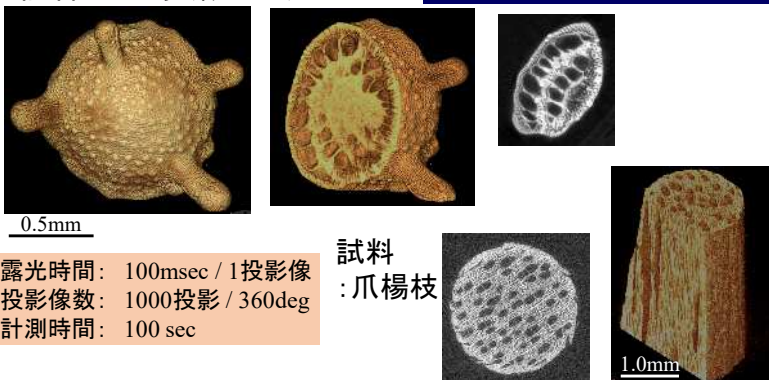 0.5mm
露光時間： 100msec / 1投影像
投影像数： 1000投影 / 360deg
計測時間： 100 sec
試料
：爪楊枝
1.0mm